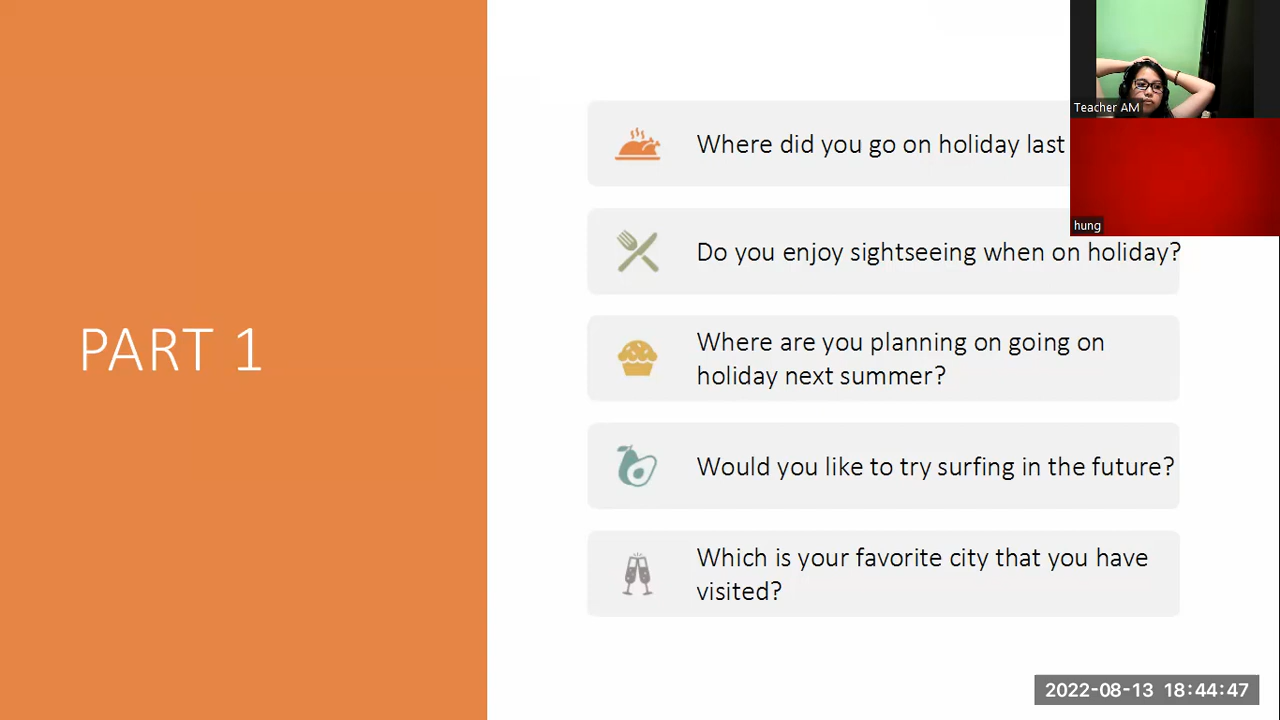 PART 1
Where did you go on holiday last
Do you enjoy sightseeing when on holiday?
Where are you planning on going on
holiday next summer?
Would you like to try surfing in the future?
Which is your favorite city that you have
visited?
Teacher AM
hung
2022-08-13 18:44:47